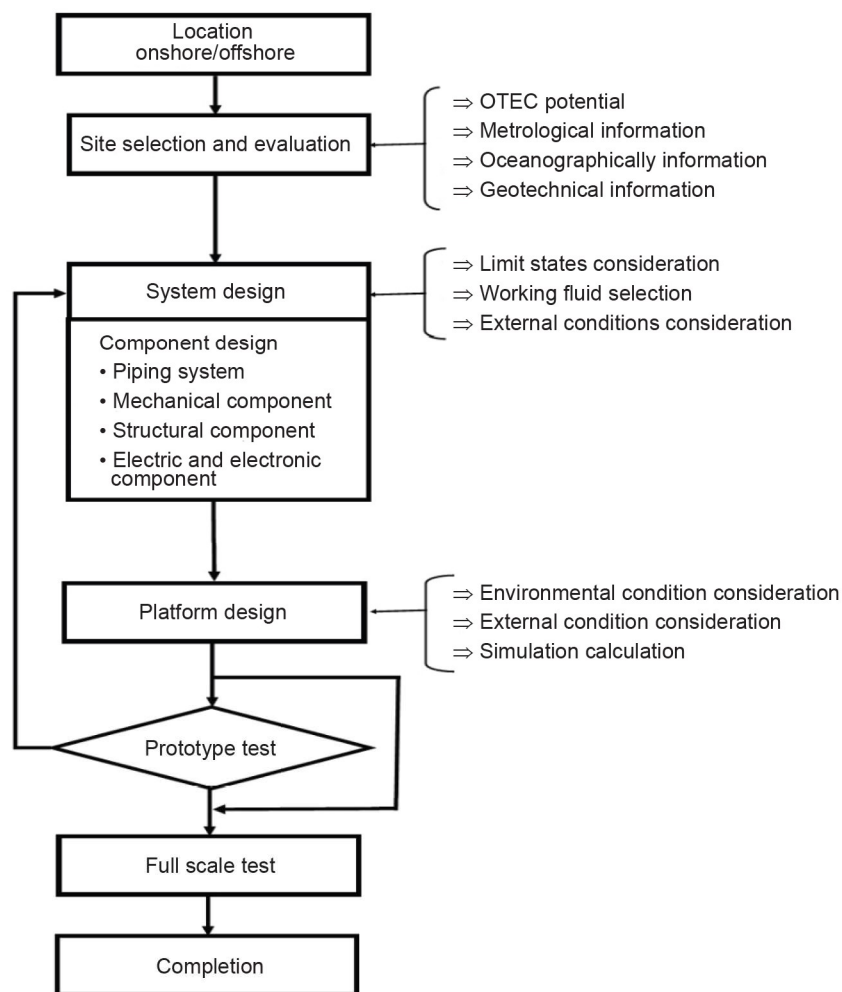 Location
onshore/offshore
Site selection and evaluation
⇒ OTEC potential
⇒ Metrological information
⇒ Oceanographically information
⇒ Geotechnical information
System design
⇒ Limit states consideration
⇒ Working fluid selection
⇒ External conditions consideration
Component design
• Piping system
• Mechanical component
• Structural component
• Electric and electronic
component
Platform design
⇒ Environmental condition consideration
⇒ External condition consideration
⇒ Simulation calculation
Prototype test
Full scale test
Completion